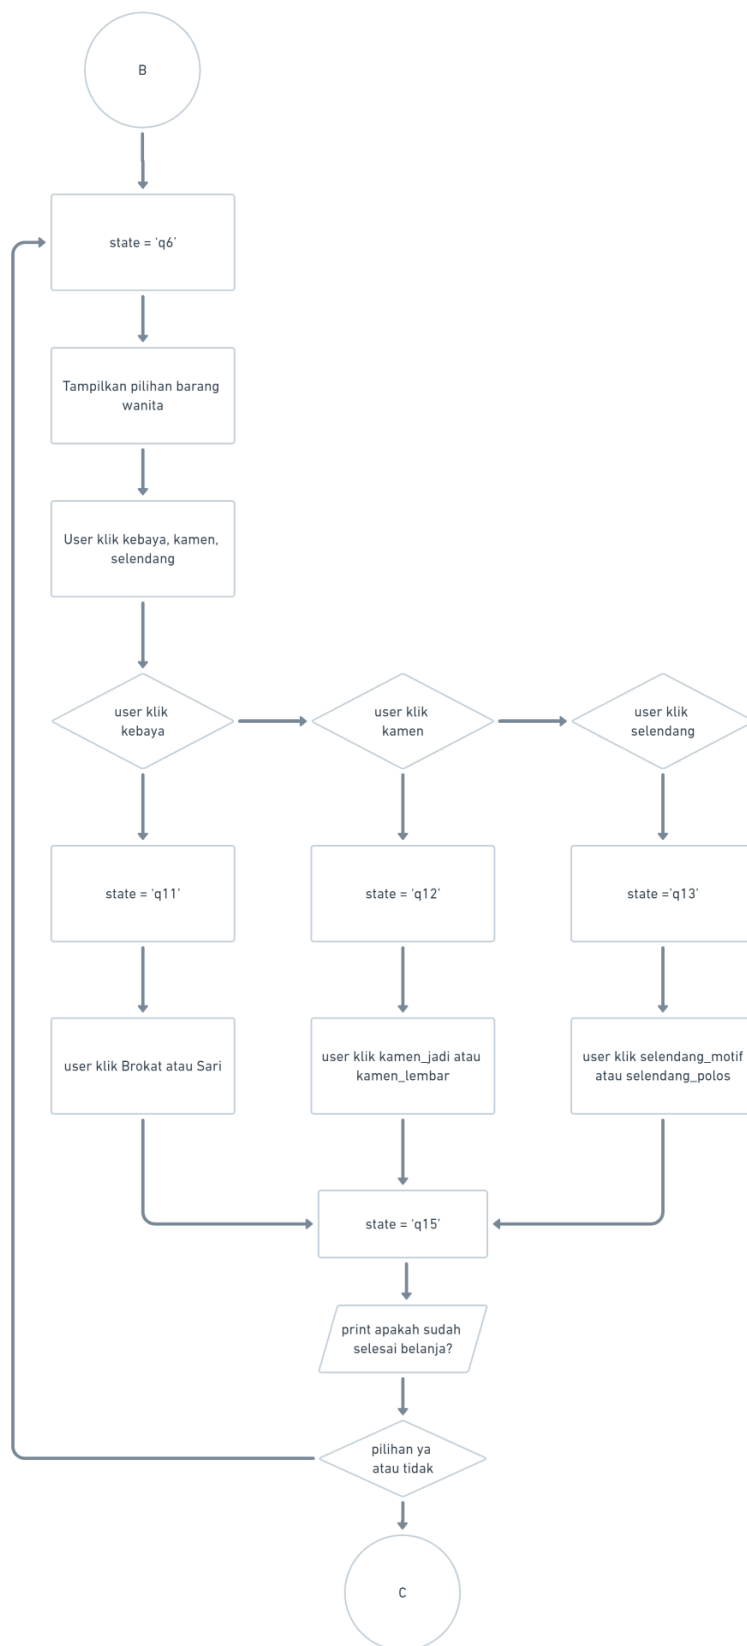 B
state = 'q6'
Tampilkan pilihan barang
wanita
User klik kebaya, kamen,
selendang
user klik
kebaya
user klik
kamen
user klik
selendang
state = 'q11'
state = 'q12'
state ='q13'
user klik Brokat atau Sari
user klik kamen_jadi atau
kamen_lembar
user klik selendang_motif
atau selendang_polos
state = 'q15'
print apakah sudah
selesai belanja?
pilihan ya
atau tidak
C